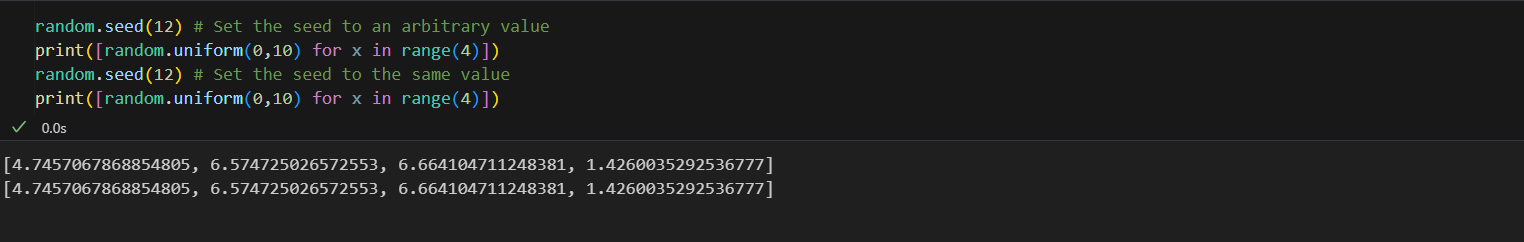 random.seed(12) # Set the seed to an arbitrary value
print([random.uniform(0,10) for x in range(4)])
random.seed(12) # Set the seed to the same value
print([random.uniform(0,10) for x in range(4)])
0.0s
[4.7457067868854805, 6.574725026572553, 6.664104711248381, 1.4260035292536777]
[4.7457067868854805, 6.574725026572553, 6.664104711248381, 1.4260035292536777]